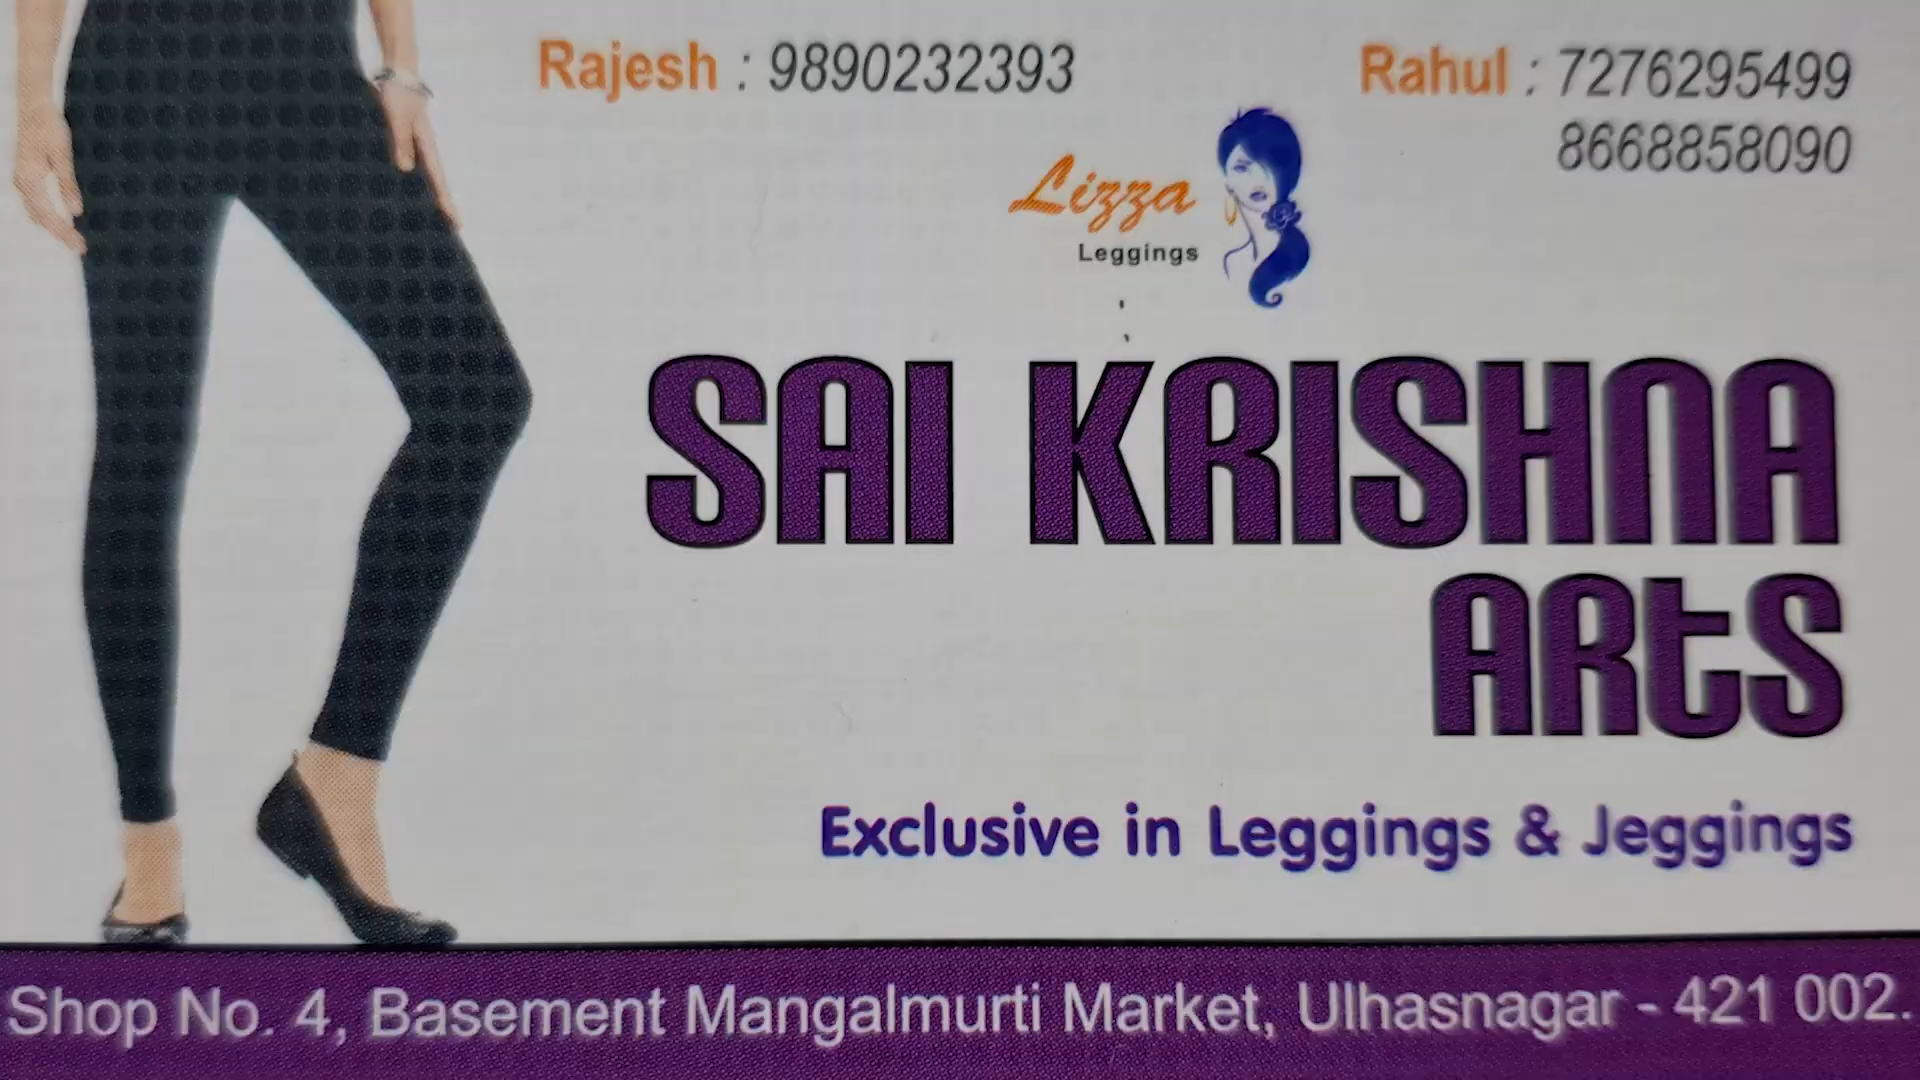 Rajesh : 9890232393
Rahul : 7276295499
8668858090
Lizza
Leggings
SAI KRISHNA
ARtS
Exclusive in Leggings & Jeggings
Shop No. 4, Basement Mangalmurti Market, Ulhasnagar - 421 002.